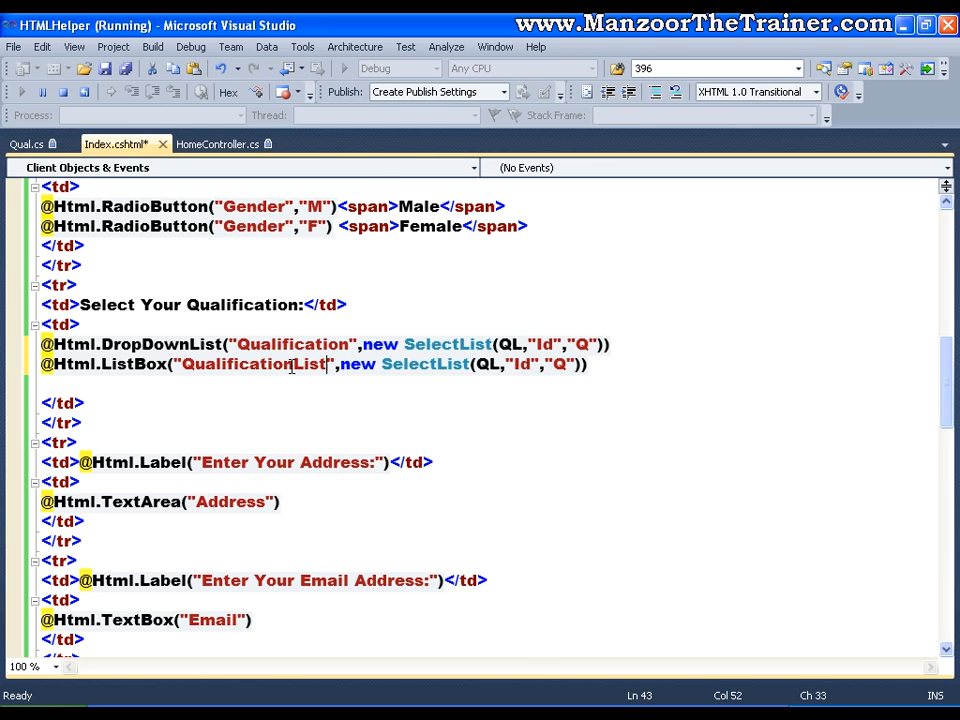 HTMLHelper (Running) - Microsoft Visual Studio
www.ManzoorTheTrainer.com
File Edit View Project Build Debug Team Data Tools Architecture Test Analyze Window Help
Debug Any CPU 396
Hex Publish: Create Publish Settings XHTML 1.0 Transitional
Process: Thread: Stack Frame:
Qual.cs Index.cshtml* HomeController.cs
Client Objects & Events (No Events)
<td>
@Html.RadioButton("Gender","M")<span>Male</span>
@Html.RadioButton("Gender","F") <span>Female</span>
</td>
</tr>
<tr>
<td>Select Your Qualification:</td>
<td>
@Html.DropDownList("Qualification",new SelectList(QL,"Id","Q"))
@Html.ListBox("QualificationList",new SelectList(QL,"Id","Q"))
</td>
</tr>
<tr>
<td>@Html.Label("Enter Your Address:")</td>
<td>
@Html.TextArea("Address")
</td>
</tr>
<tr>
<td>@Html.Label("Enter Your Email Address:")</td>
<td>
@Html.TextBox("Email")
</td>
100 %
Ready Ln 43 Col 52 Ch 33 INS